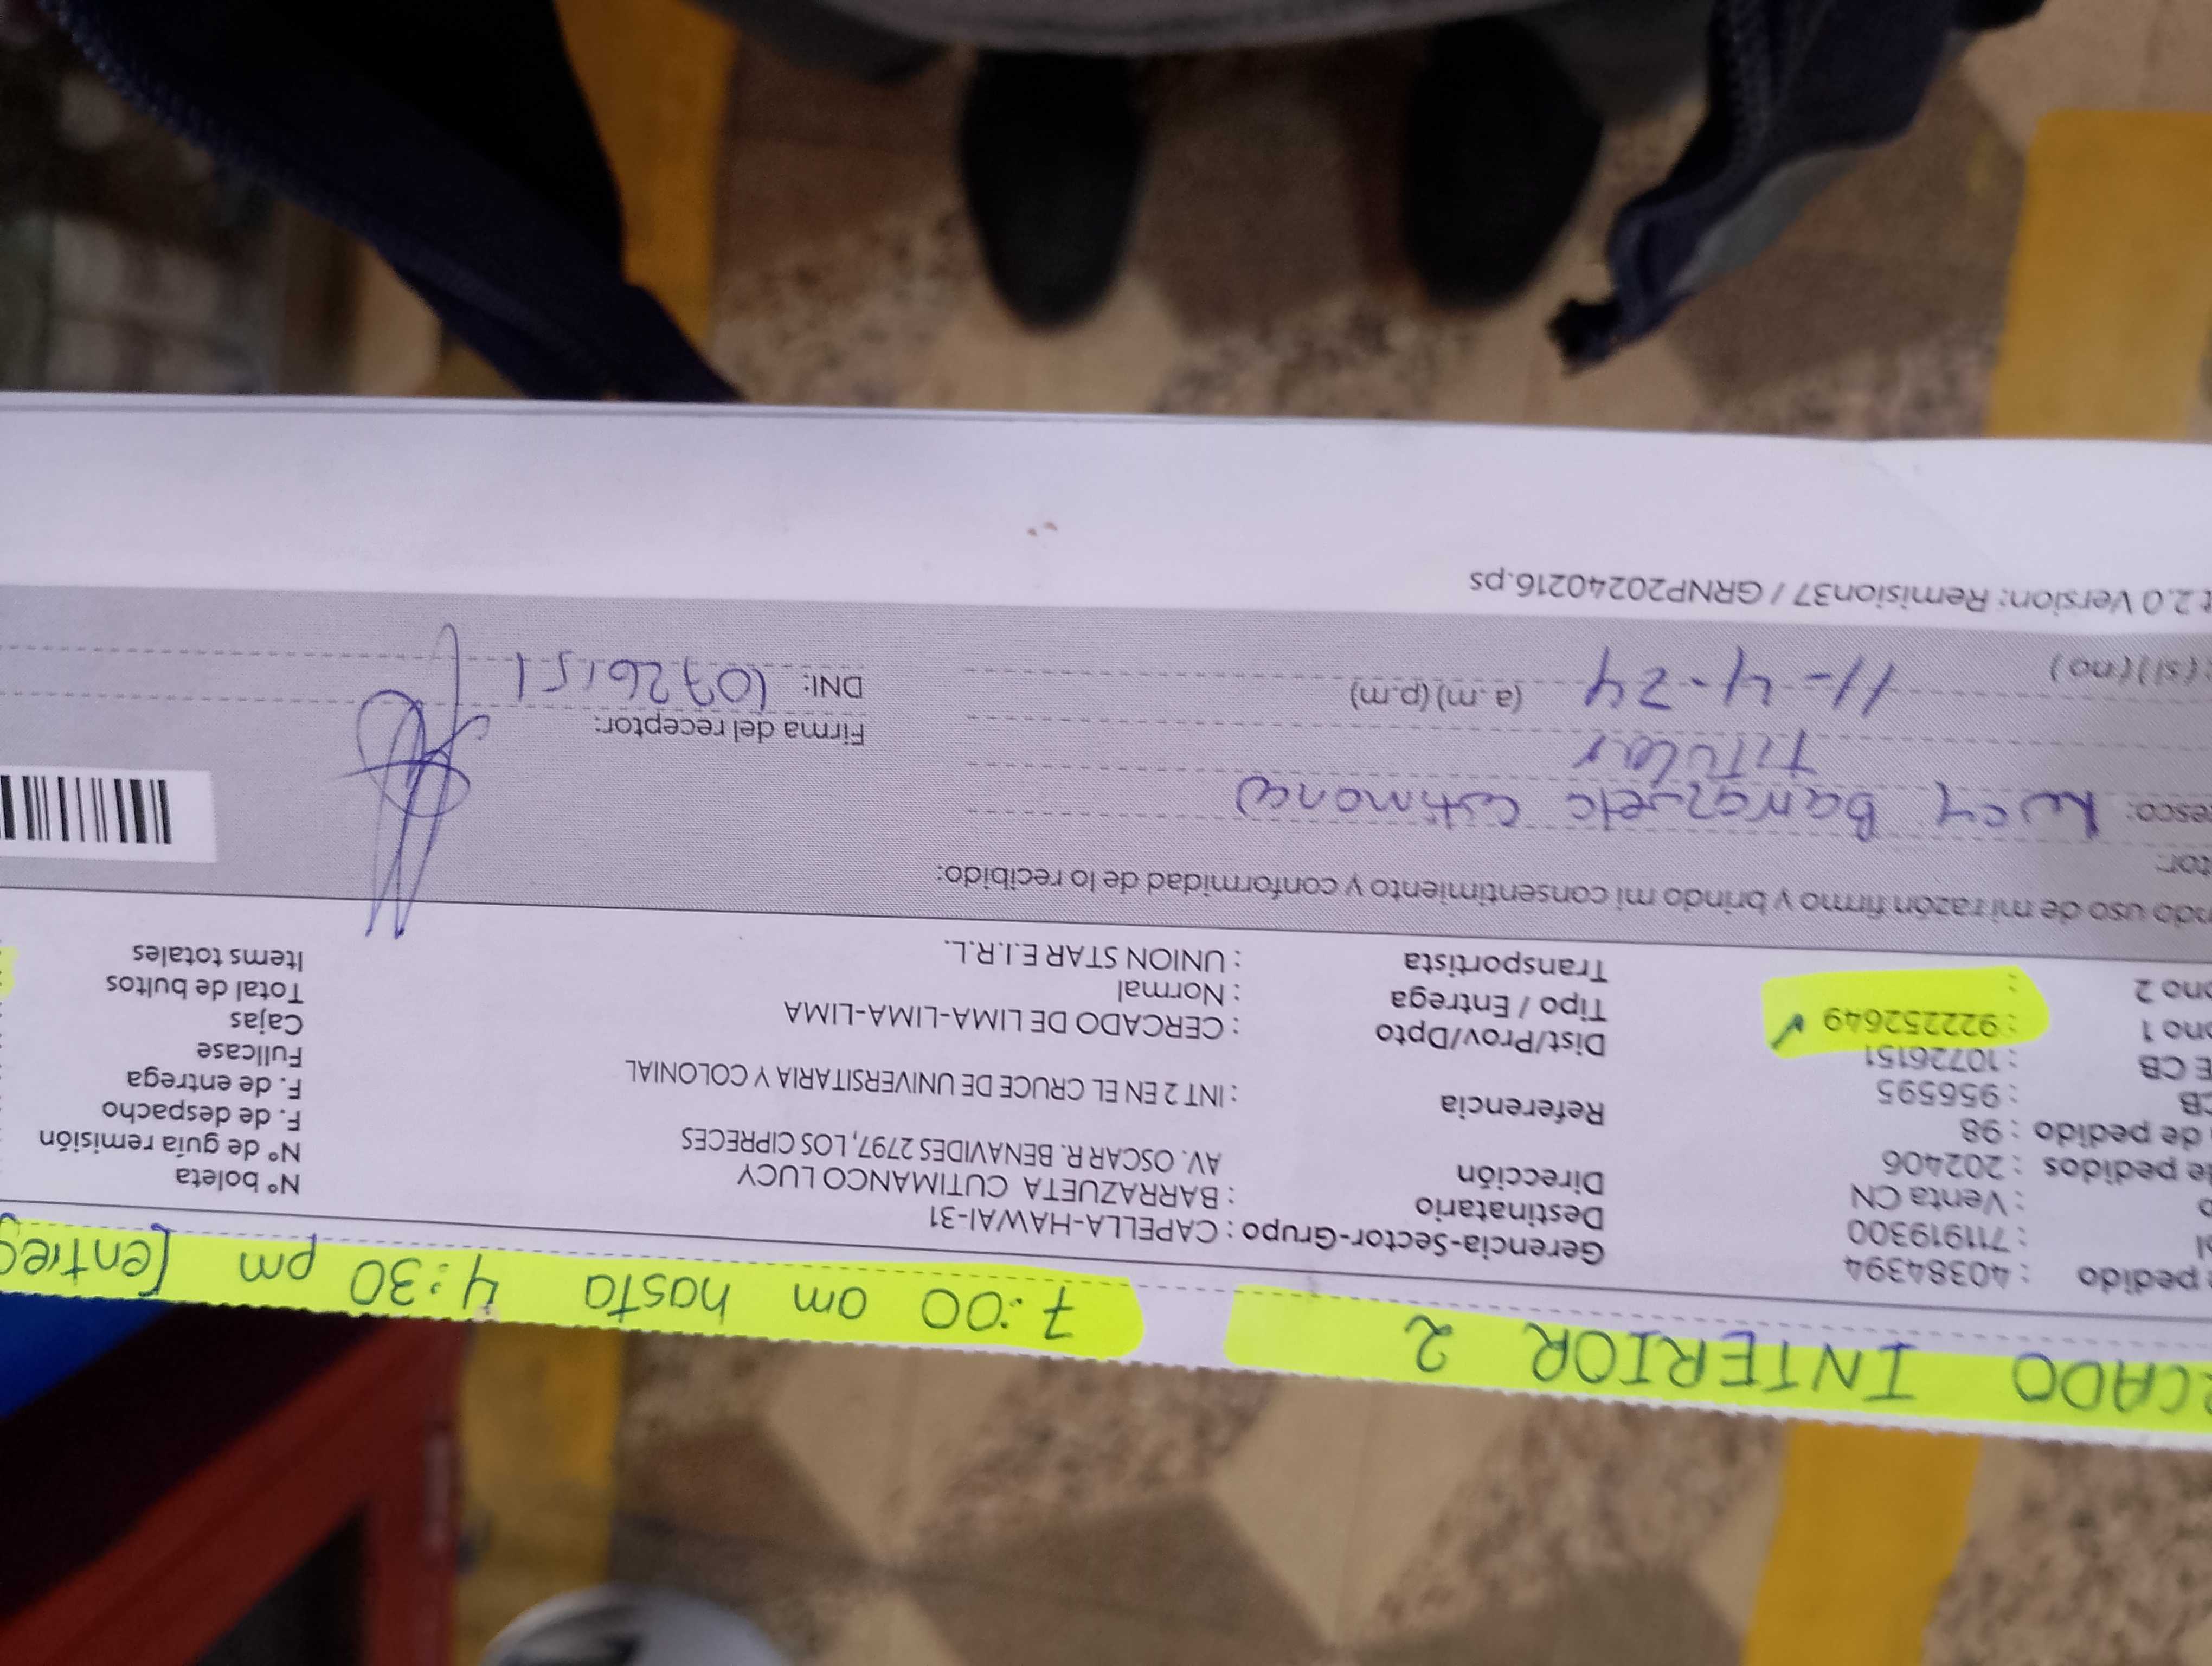 RCADO INTERIOR 2 7:00 am hasta 4:30 pm [entreg
pedido : 40384394
: 711919300
: Venta CN
de pedidos : 202406
de pedido : 98
CB : 956595
E CB : 10726151
ono 1 : 922252649
ono 2 :
Gerencia-Sector-Grupo : CAPELLA-HAWAI-31
Destinatario : BARRAZUETA CUTIMANCO LUCY
Dirección AV. OSCAR R. BENAVIDES 2797, LOS CIPRECES
Referencia : INT 2 EN EL CRUCE DE UNIVERSITARIA Y COLONIAL
Dist/Prov/Dpto : CERCADO DE LIMA-LIMA-LIMA
Tipo / Entrega : Normal
Transportista : UNION STAR E.I.R.L.
Nº boleta
Nº de guía remisión
F. de despacho
F. de entrega
Fullcase
Cajas
Total de bultos
Items totales
ndo uso de mi razón firmo y brindo mi consentimiento y conformidad de lo recibido:
tor:
esco: Lucy Barrazueta
Titular
(si)(no) 11-4-24 (a.m)(p.m)
Firma del receptor:
DNI: 10726151
t 2.0 Version: Remision37 / GRNP20240216.ps